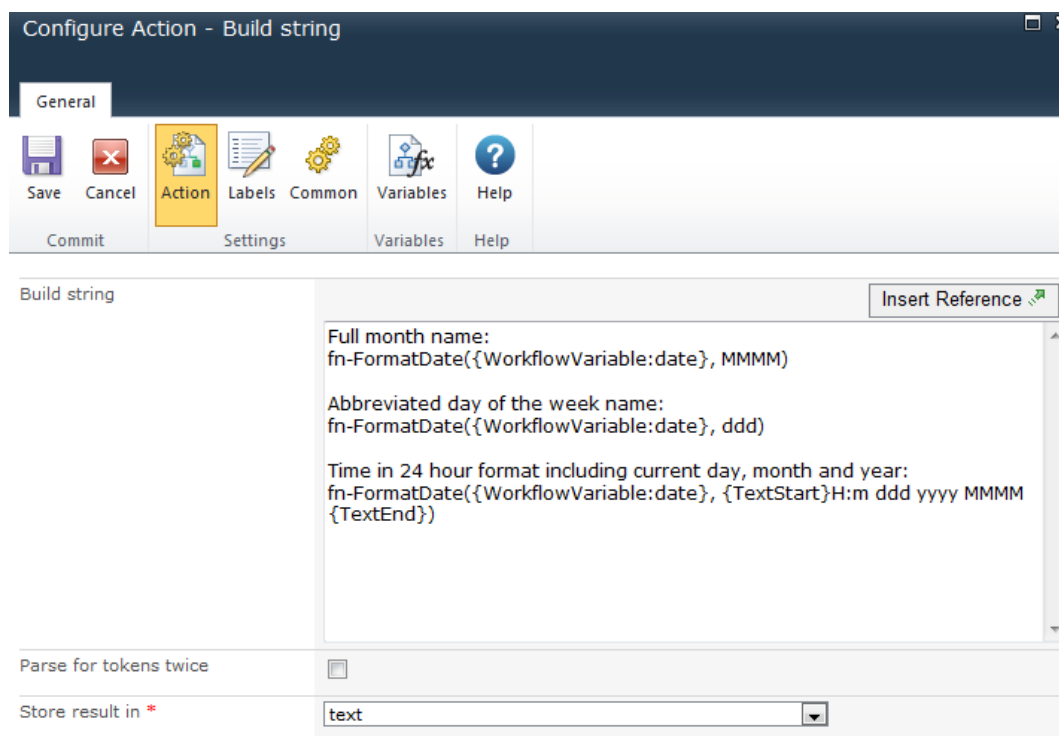 Configure Action - Build string
General
Save
Cancel
Action
Labels
Common
Variables
Help
Commit
Settings
Variables
Help
Build string
Insert Reference
Full month name:
fn-FormatDate({WorkflowVariable:date}, MMMM)
Abbreviated day of the week name:
fn-FormatDate({WorkflowVariable:date}, ddd)
Time in 24 hour format including current day, month and year:
fn-FormatDate({WorkflowVariable:date}, {TextStart}H:m ddd yyyy MMMM
{TextEnd})
Parse for tokens twice
Store result in *
text